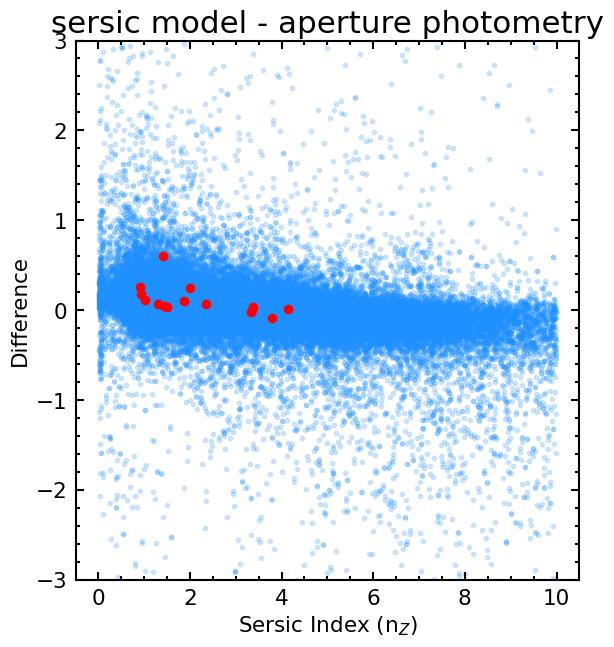 sersic model - aperture photometry
3
2
1
0
−1
−2
−3
Difference
0 2 4 6 8 10
Sersic Index (n_Z)